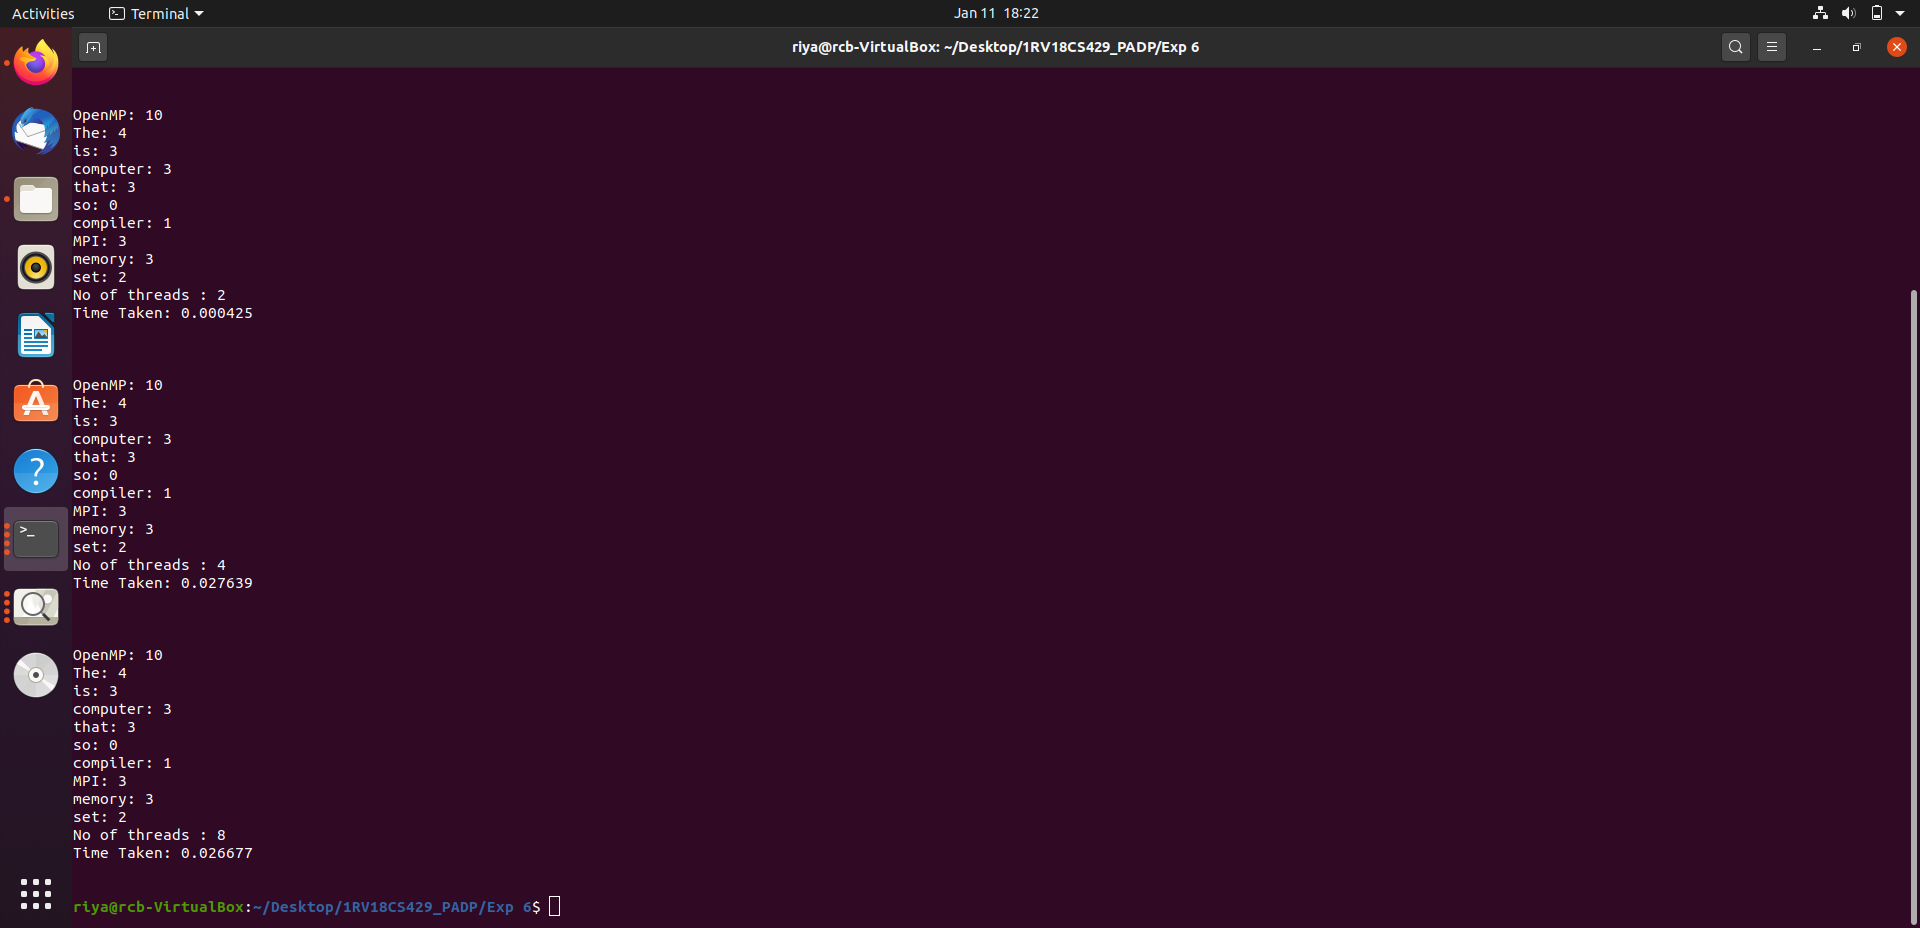 Activities
Terminal
Jan 11 18:22
riya@rcb-VirtualBox: ~/Desktop/1RV18CS429_PADP/Exp 6
OpenMP: 10
The: 4
is: 3
computer: 3
that: 3
so: 0
compiler: 1
MPI: 3
memory: 3
set: 2
No of threads : 2
Time Taken: 0.000425
OpenMP: 10
The: 4
is: 3
computer: 3
that: 3
so: 0
compiler: 1
MPI: 3
memory: 3
set: 2
No of threads : 4
Time Taken: 0.027639
OpenMP: 10
The: 4
is: 3
computer: 3
that: 3
so: 0
compiler: 1
MPI: 3
memory: 3
set: 2
No of threads : 8
Time Taken: 0.026677
riya@rcb-VirtualBox:~/Desktop/1RV18CS429_PADP/Exp 6$